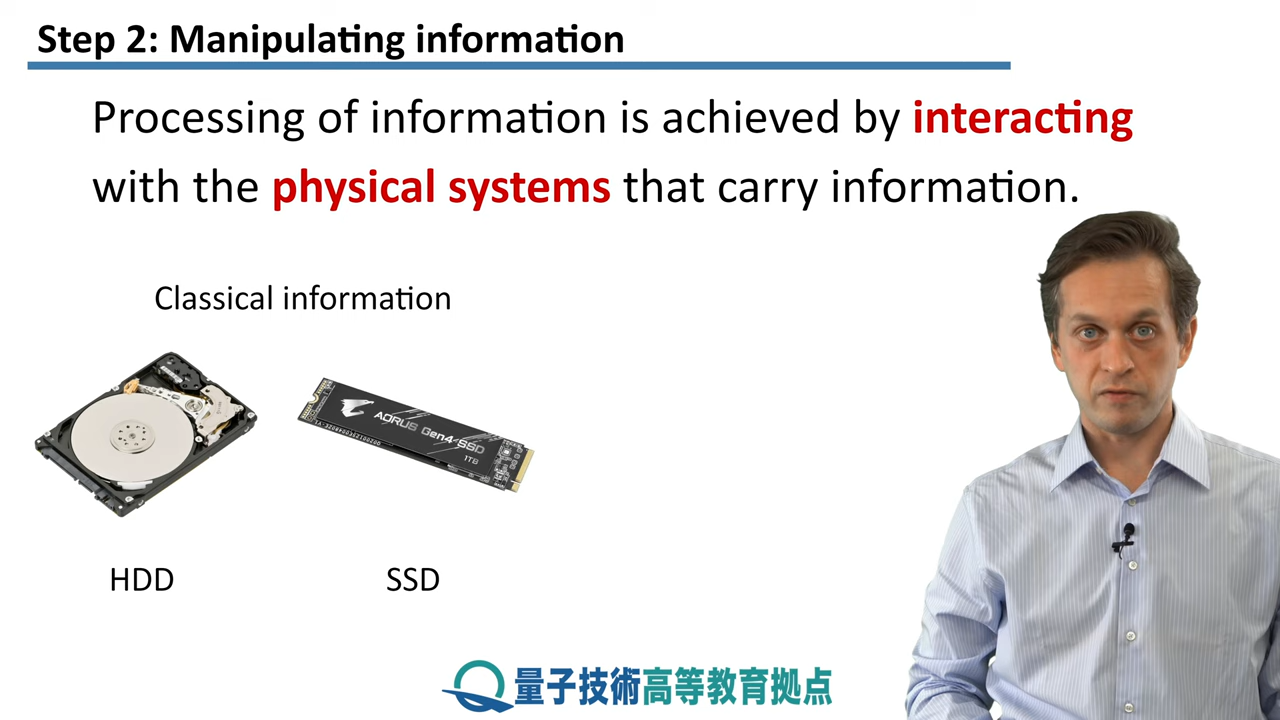 Step 2: Manipulating information
Processing of information is achieved by interacting
with the physical systems that carry information.
Classical information
AORUS Gen4 SSD
1TB
HDD
SSD
量子技術高等教育拠点